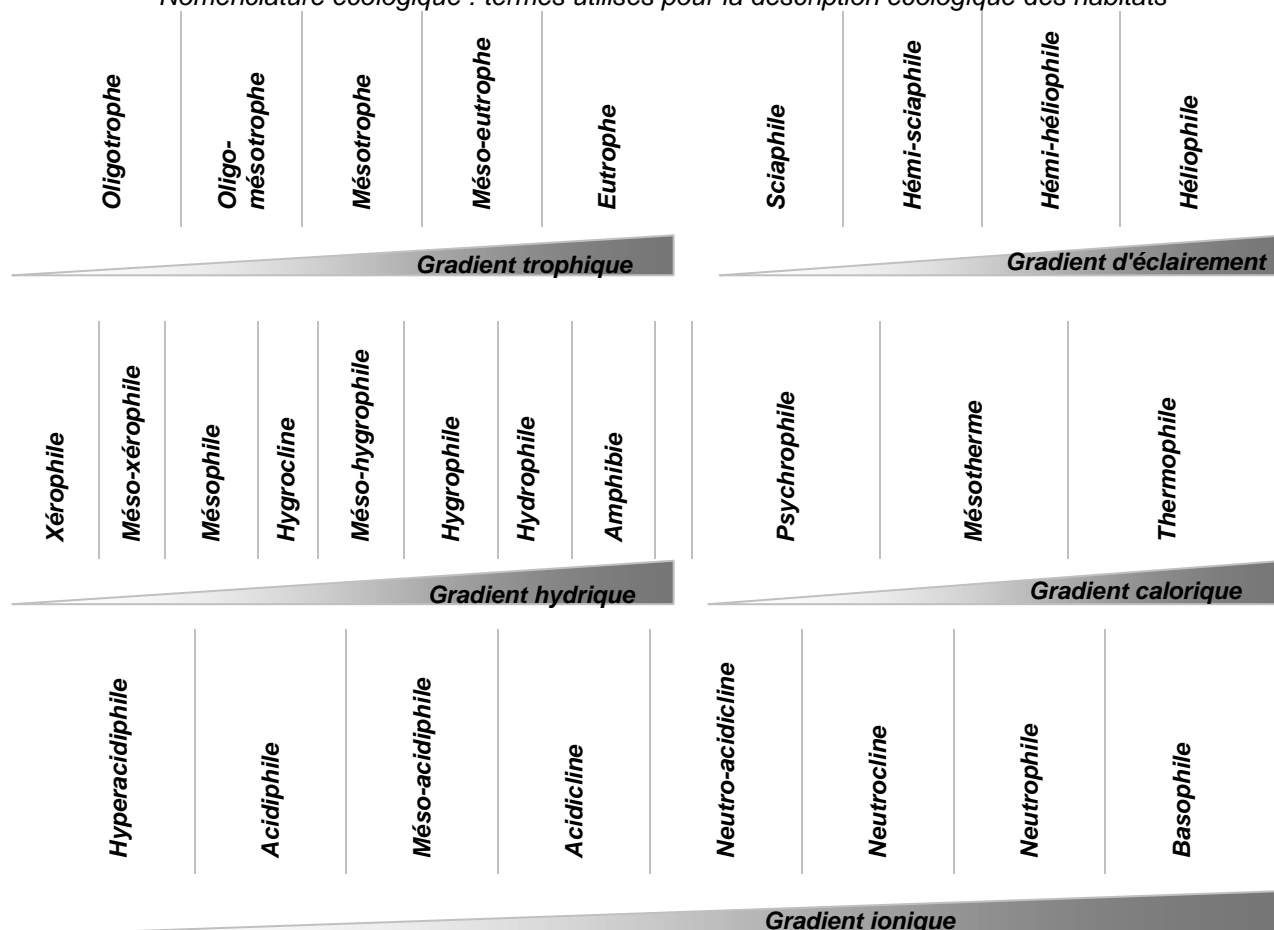 Nomenclature écologique : termes utilisés pour la description écologique des habitats
Oligotrophe
Oligo-
mésotrophe
Mésotrophe
Méso-eutrophe
Eutrophe
Gradient trophique
Sciaphile
Hémi-sciaphile
Hémi-héliophile
Héliophile
Gradient d'éclairement
Xérophile
Méso-xérophile
Mésophile
Hygrocline
Méso-hygrophile
Hygrophile
Hydrophile
Amphibie
Gradient hydrique
Psychrophile
Mésotherme
Thermophile
Gradient calorique
Hyperacidiphile
Acidiphile
Méso-acidiphile
Acidicline
Neutro-acidicline
Neutrocline
Neutrophile
Basophile
Gradient ionique